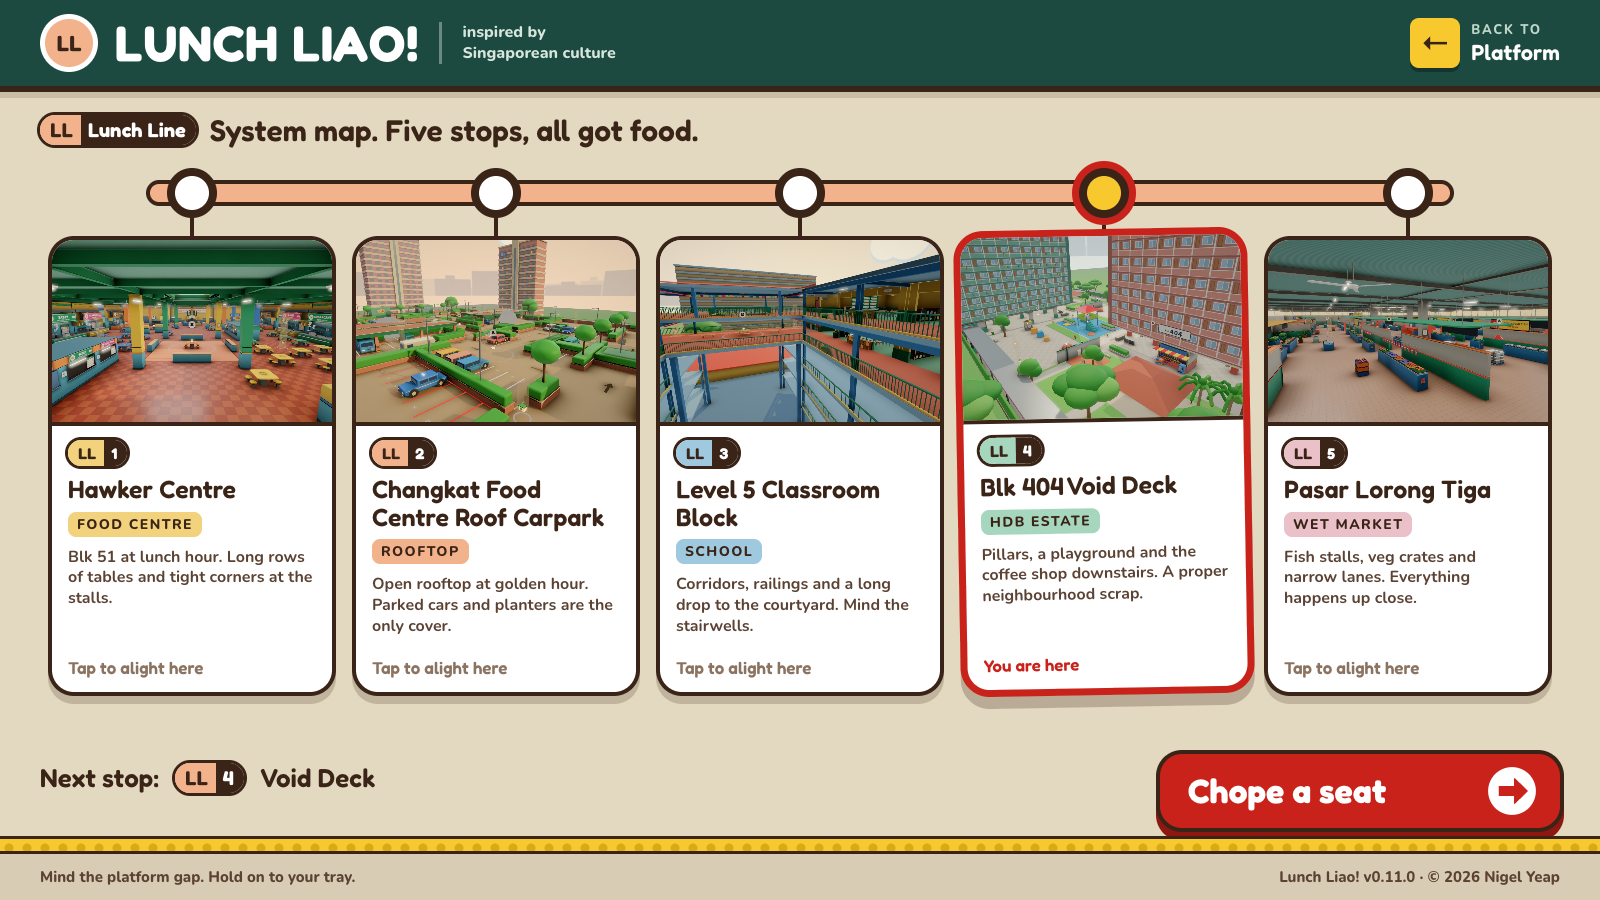 LL
LUNCH LIAO!
inspired by
Singaporean culture
←
BACK TO
Platform
LL Lunch Line
System map. Five stops, all got food.
LL 1
Hawker Centre
FOOD CENTRE
Blk 51 at lunch hour. Long rows
of tables and tight corners at the
stalls.
Tap to alight here
LL 2
Changkat Food
Centre Roof Carpark
ROOFTOP
Open rooftop at golden hour.
Parked cars and planters are the
only cover.
Tap to alight here
LL 3
Level 5 Classroom
Block
SCHOOL
Corridors, railings and a long
drop to the courtyard. Mind the
stairwells.
Tap to alight here
404
LL 4
Blk 404 Void Deck
HDB ESTATE
Pillars, a playground and the
coffee shop downstairs. A proper
neighbourhood scrap.
You are here
LL 5
Pasar Lorong Tiga
WET MARKET
Fish stalls, veg crates and
narrow lanes. Everything
happens up close.
Tap to alight here
Next stop: LL 4 Void Deck
Chope a seat
Mind the platform gap. Hold on to your tray.
Lunch Liao! v0.11.0 · © 2026 Nigel Yeap